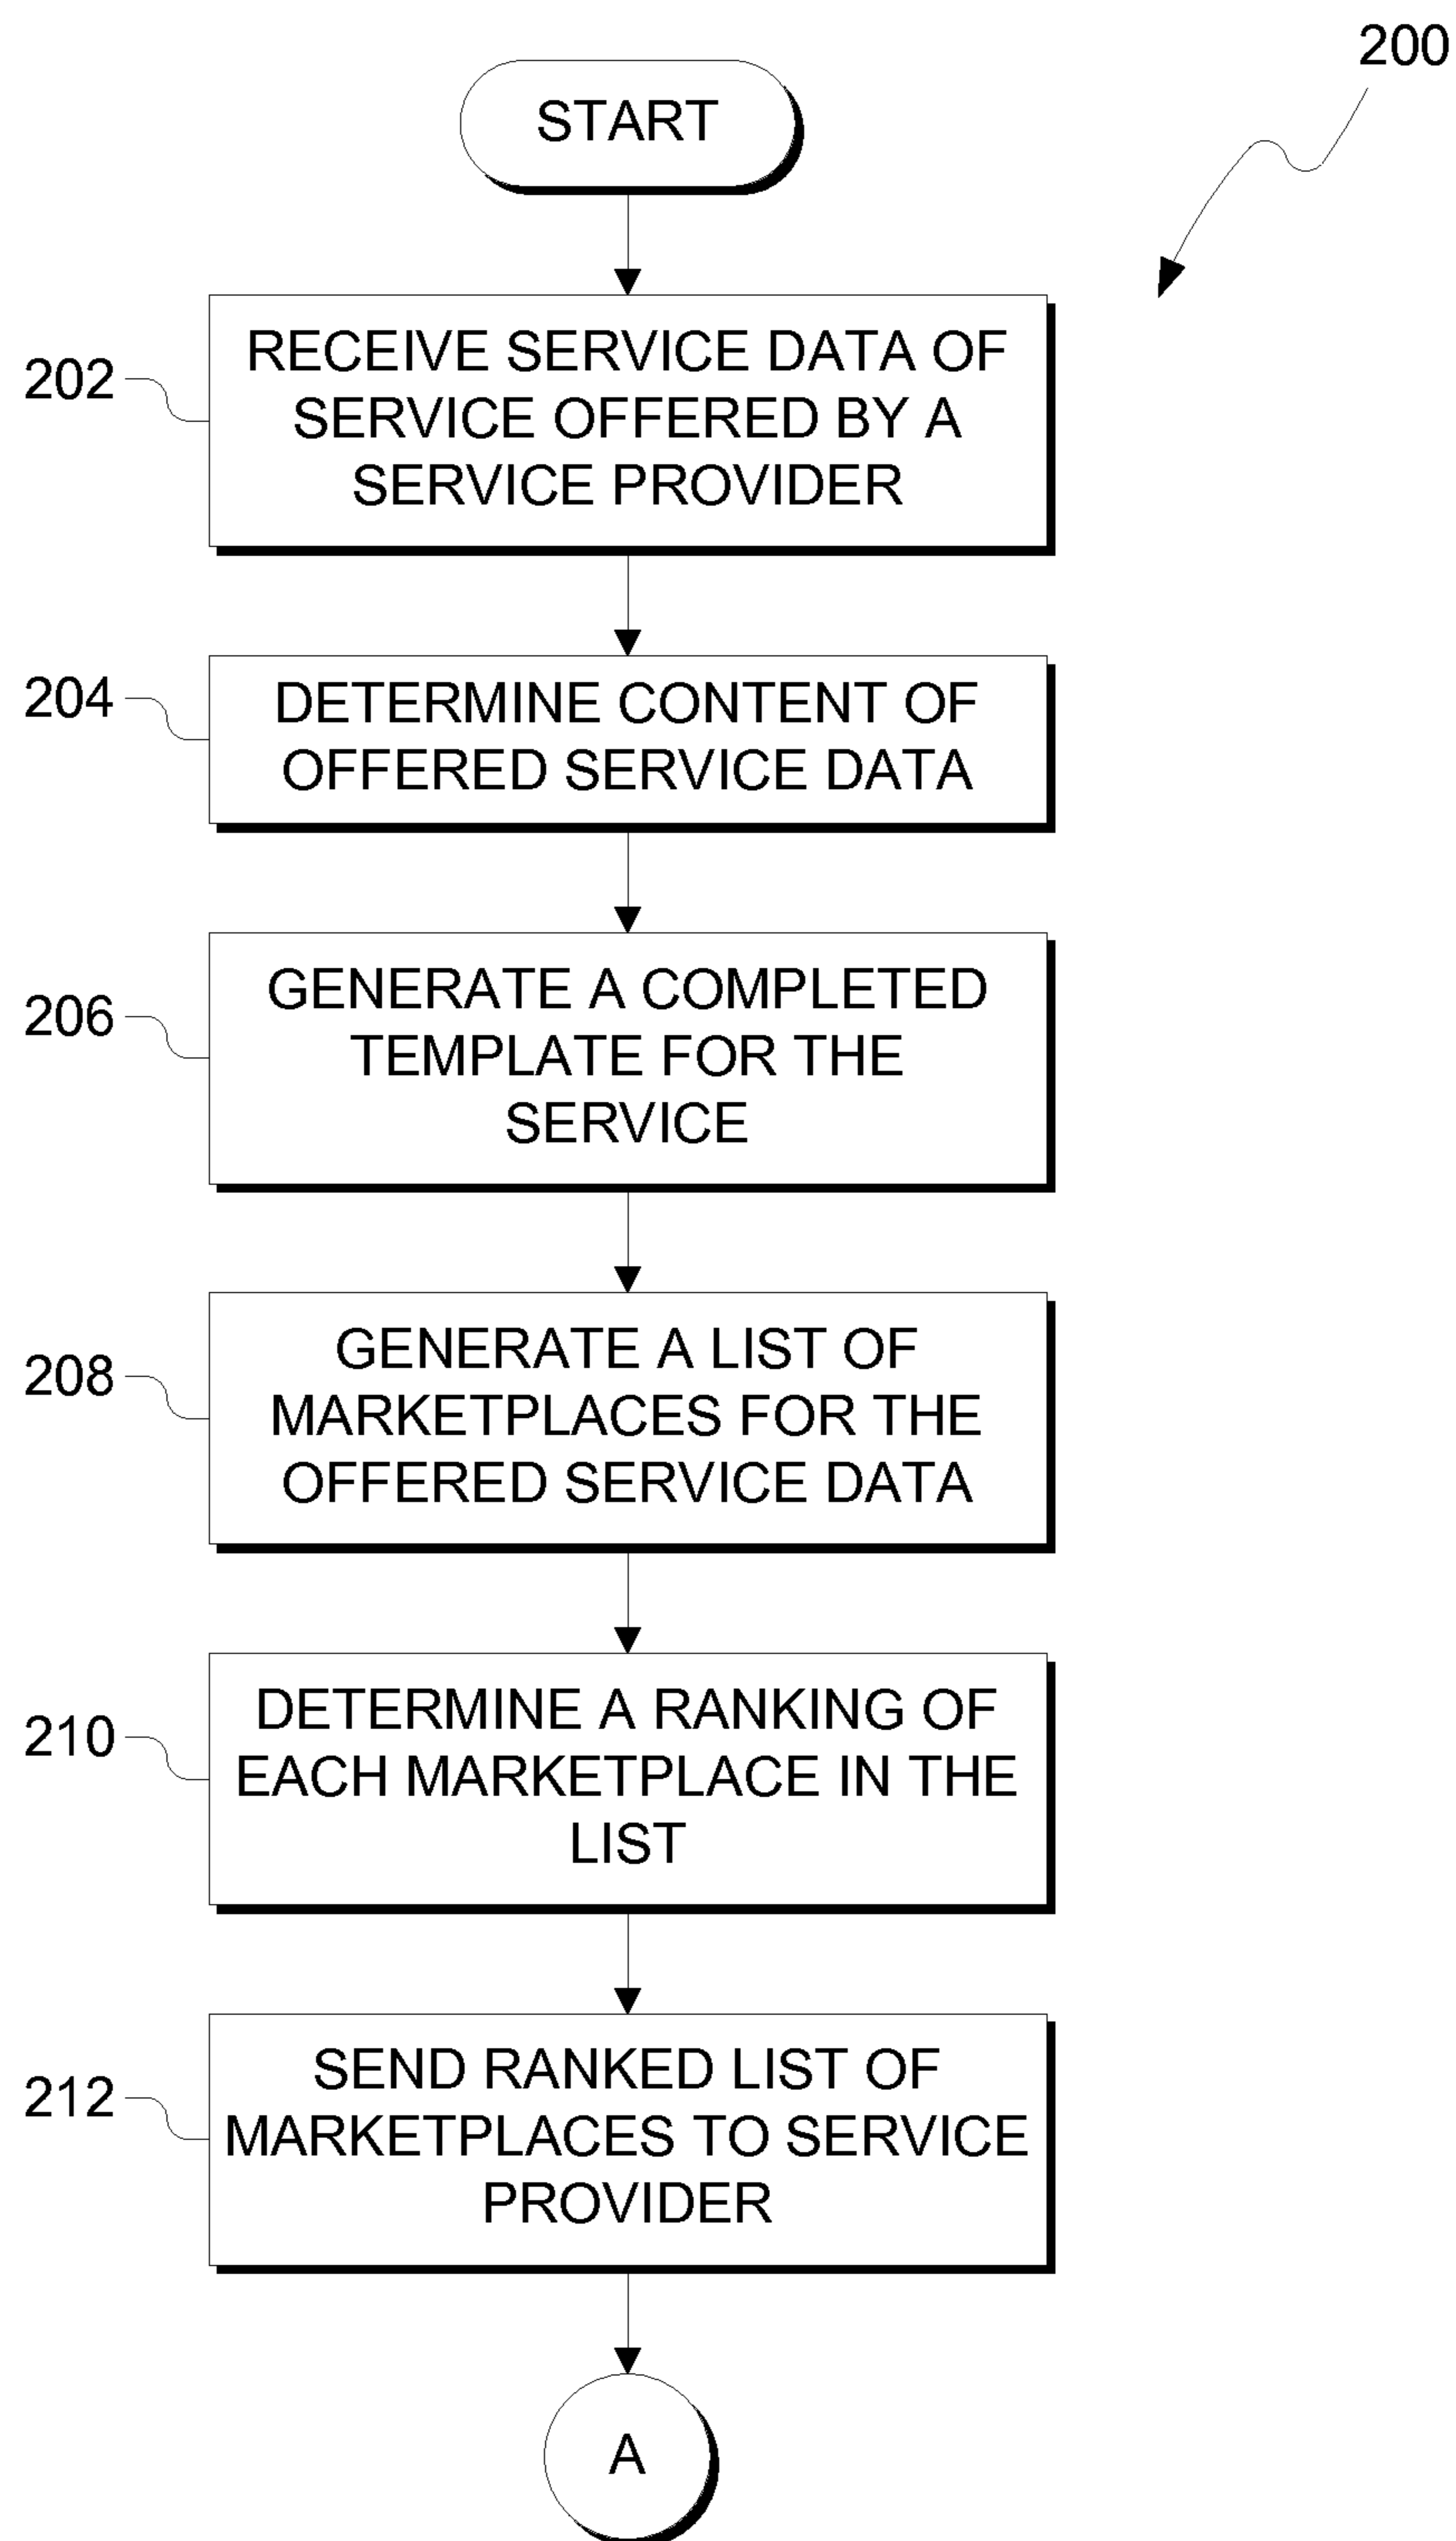 200
START
202
RECEIVE SERVICE DATA OF
SERVICE OFFERED BY A
SERVICE PROVIDER
204
DETERMINE CONTENT OF
OFFERED SERVICE DATA
206
GENERATE A COMPLETED
TEMPLATE FOR THE
SERVICE
208
GENERATE A LIST OF
MARKETPLACES FOR THE
OFFERED SERVICE DATA
210
DETERMINE A RANKING OF
EACH MARKETPLACE IN THE
LIST
212
SEND RANKED LIST OF
MARKETPLACES TO SERVICE
PROVIDER
A